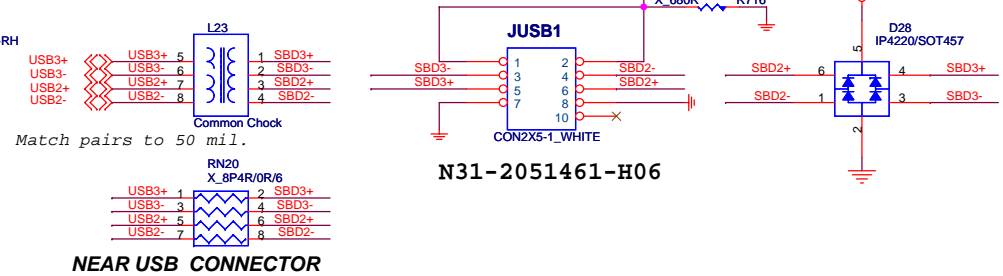 -RH
L23
USB3+ USB3+ 5 1 SBD3+
USB3- USB3- 6 2 SBD3-
USB2+ USB2+ 7 3 SBD2+
USB2- USB2- 8 4 SBD2-
Common Chock
Match pairs to 50 mil.
RN20
X_8P4R/0R/6
USB3+ 1 2 SBD3+
USB3- 3 4 SBD3-
USB2+ 5 6 SBD2+
USB2- 7 8 SBD2-
NEAR USB CONNECTOR
X_680R R716
JUSB1
1 2
SBD3- 3 4 SBD2-
SBD3+ 5 6 SBD2+
7 8
10
CON2X5-1_WHITE
N31-2051461-H06
D28
IP4220/SOT457
5
SBD2+ 6 4 SBD3+
SBD2- 1 3 SBD3-
2